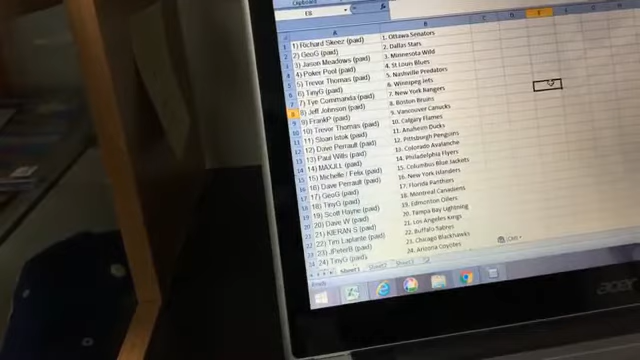 Clipboard
E8
A B C D E F G H
1) Richard Skeez (paid) 1. Ottawa Senators
2) GeoG (paid) 2. Dallas Stars
3) Jason Meadows (paid) 3. Minnesota Wild
4) Poker Pool (paid) 4. St Louis Blues
5) Trevor Thomas (paid) 5. Nashville Predators
6) TinyG (paid) 6. Winnipeg Jets
7) Tye Commanda (paid) 7. New York Rangers
8) Jeff Johnson (paid) 8. Boston Bruins
9) FrankP (paid) 9. Vancouver Canucks
10) Trevor Thomas (paid) 10. Calgary Flames
11) Sloan Istok (paid) 11. Anaheim Ducks
12) Dave Perrault (paid) 12. Pittsburgh Penguins
13) Paul Wills (paid) 13. Colorado Avalanche
14) MAXJLL (paid) 14. Philadelphia Flyers
15) Michelle / Felix (paid) 15. Columbus Blue Jackets
16) Dave Perrault (paid) 16. New York Islanders
17) GeoG (paid) 17. Florida Panthers
18) TinyG (paid) 18. Montreal Canadiens
19) Scott Hayne (paid) 19. Edmonton Oilers
20) Dave W (paid) 20. Tampa Bay Lightning
21) KIERAN S (paid) 21. Los Angeles Kings
22) Tim Laplante (paid) 22. Buffalo Sabres
23) JPeterB (paid) 23. Chicago Blackhawks
24) TinyG (paid) 24. Arizona Coyotes
Sheet1 Sheet2 Sheet3
Ready
acer